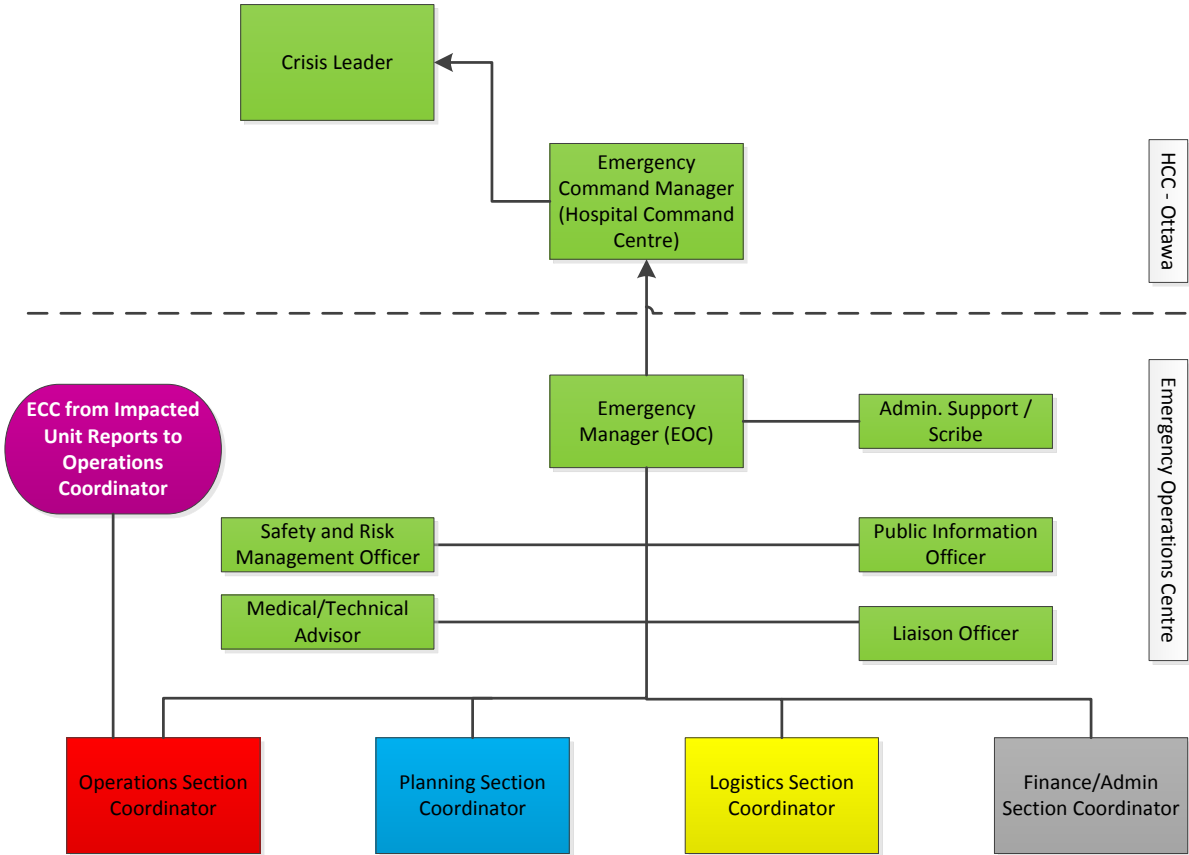 Crisis Leader
Emergency
Command Manager
(Hospital Command
Centre)
HCC - Ottawa
ECC from Impacted
Unit Reports to
Operations
Coordinator
Emergency
Manager (EOC)
Admin. Support /
Scribe
Emergency Operations Centre
Safety and Risk
Management Officer
Public Information
Officer
Medical/Technical
Advisor
Liaison Officer
Operations Section
Coordinator
Planning Section
Coordinator
Logistics Section
Coordinator
Finance/Admin
Section Coordinator